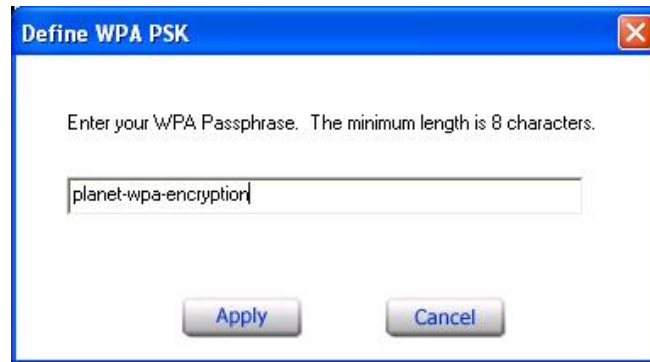 Define WPA PSK
Enter your WPA Passphrase.  The minimum length is 8 characters.
planet-wpa-encryption
Apply
Cancel